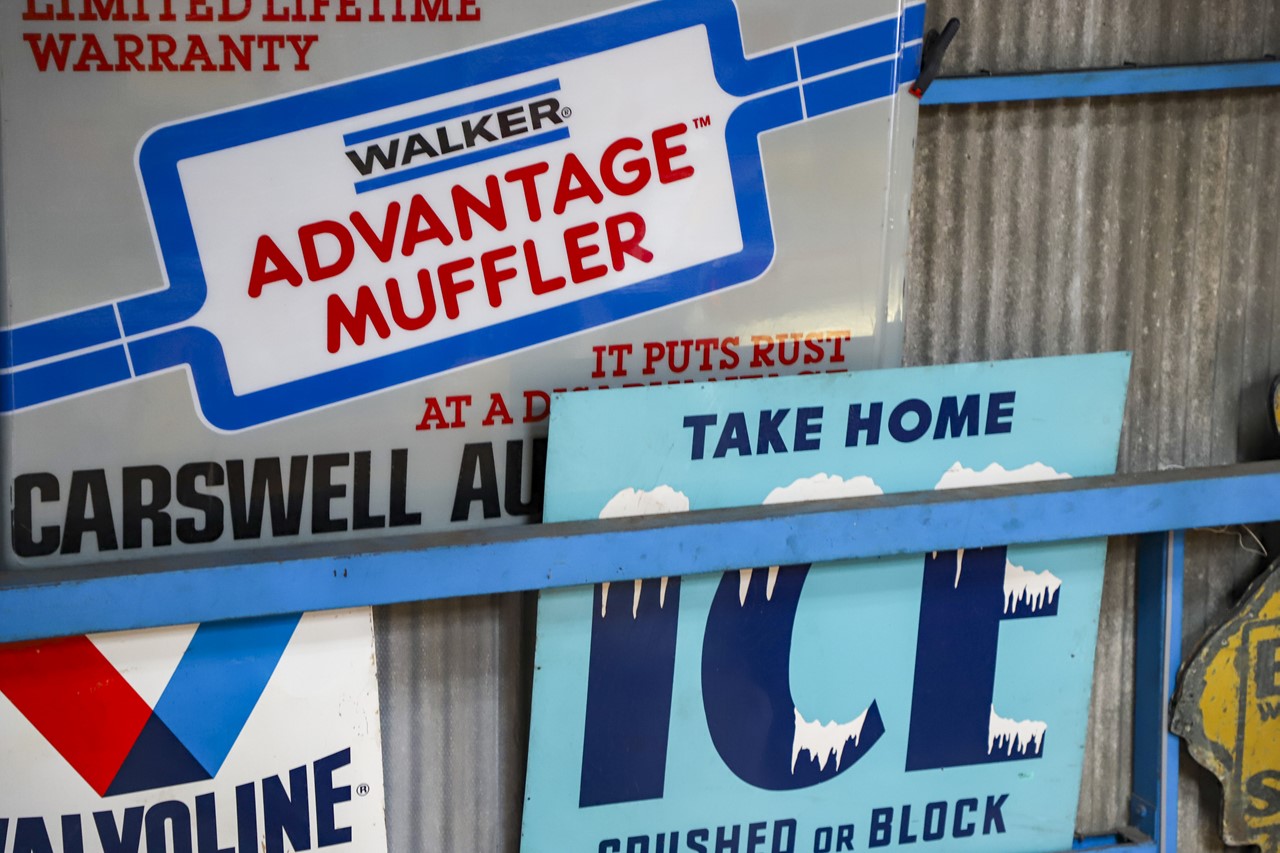 LIMITED LIFETIME
WARRANTY
WALKER®
ADVANTAGE™
MUFFLER
IT PUTS RUST
AT A DISADVANTAGE
CARSWELL AU
TAKE HOME
ICE
CRUSHED OR BLOCK
VALVOLINE®